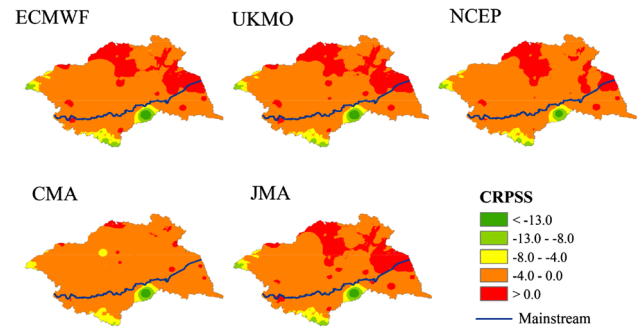 ECMWF
UKMO
NCEP
CMA
JMA
CRPSS
< -13.0
-13.0 - -8.0
-8.0 - -4.0
-4.0 - 0.0
> 0.0
Mainstream